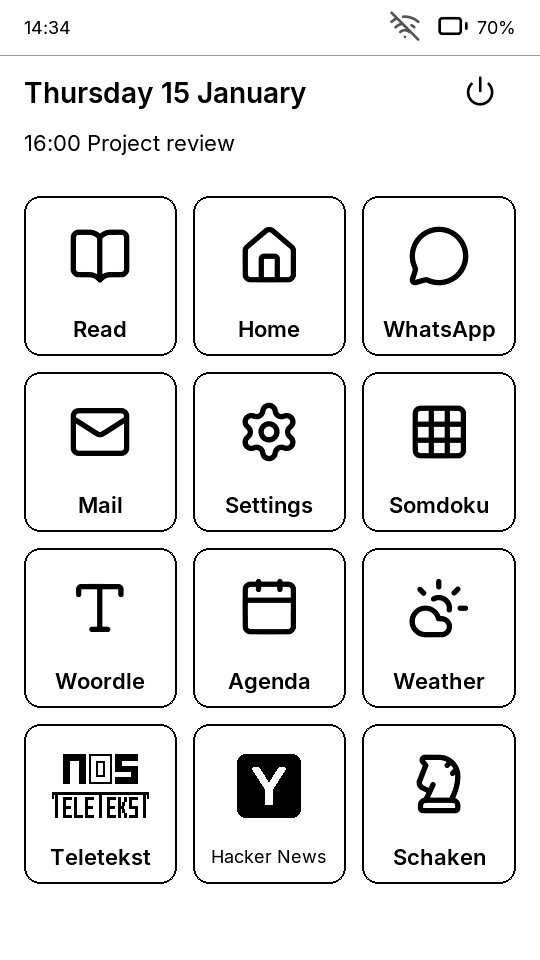 14:34 70%
Thursday 15 January
16:00 Project review
Read Home WhatsApp
Mail Settings Somdoku
Woordle Agenda Weather
NOS
TELETEKST
Y
Teletekst Hacker News Schaken